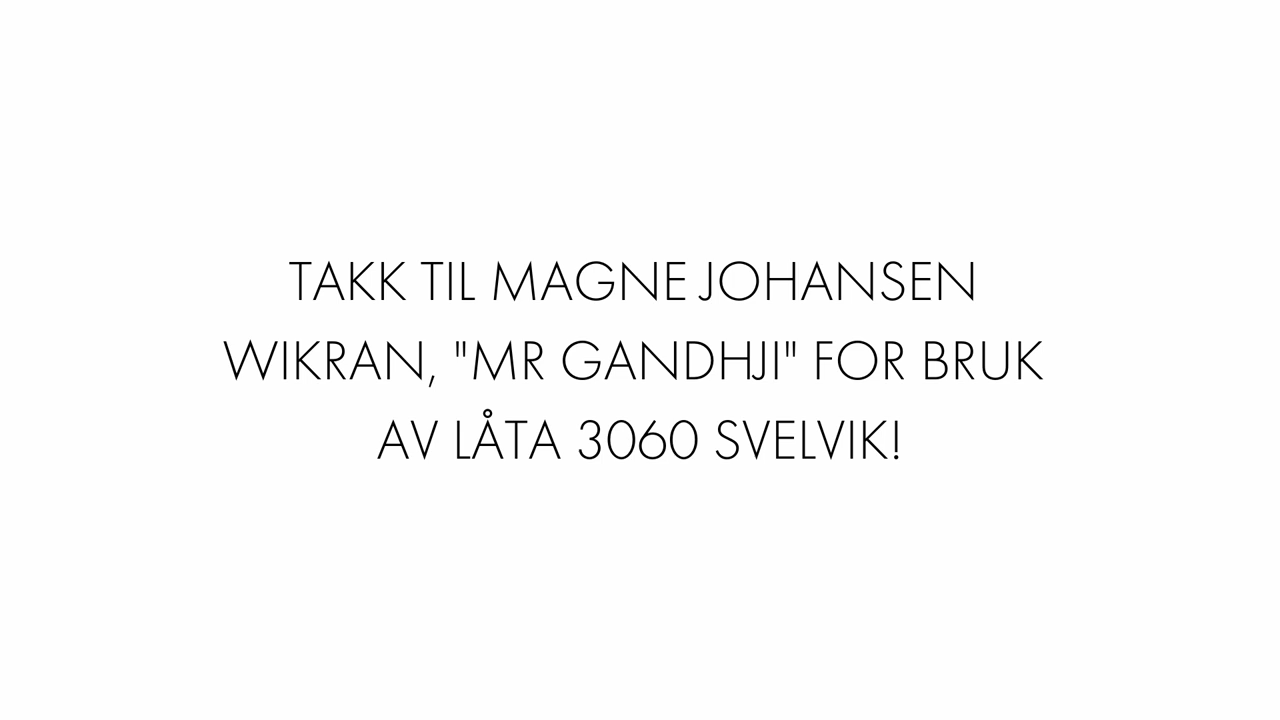 TAKK TIL MAGNE JOHANSEN
WIKRAN, "MR GANDHJI" FOR BRUK
AV LÅTA 3060 SVELVIK!